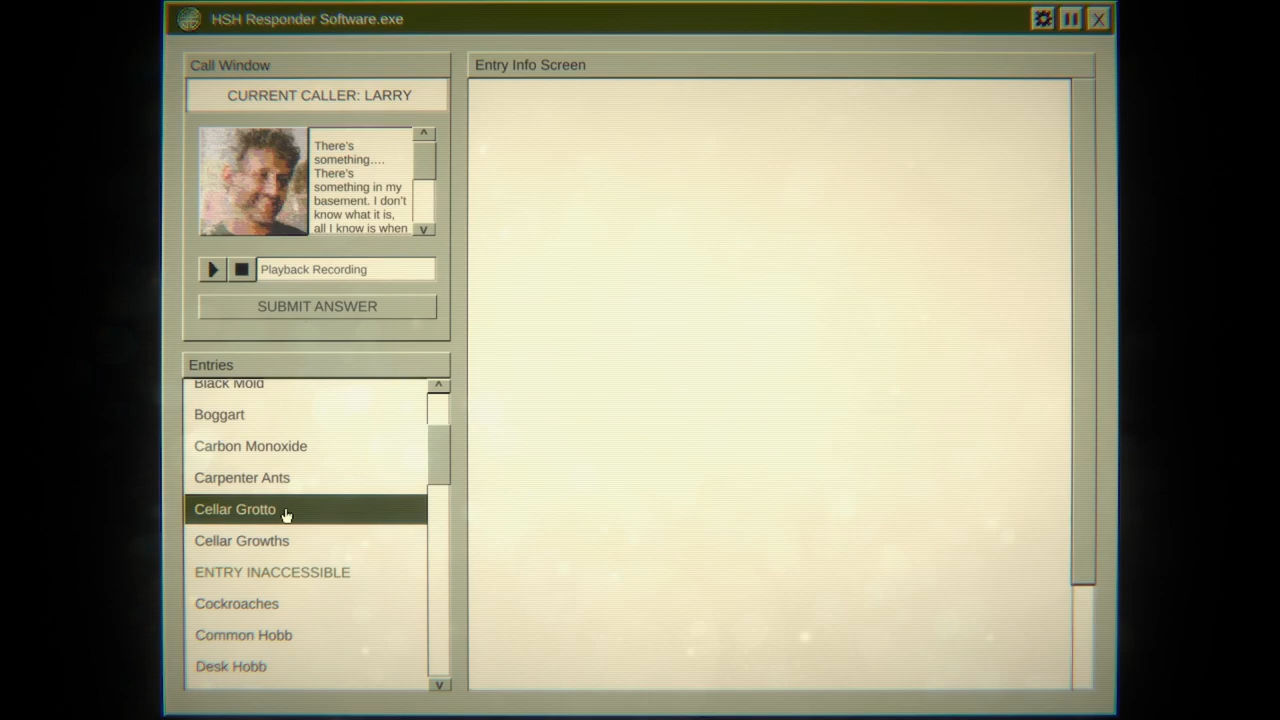 HSH Responder Software.exe
X
Call Window
Entry Info Screen
CURRENT CALLER: LARRY
There's
something....
There's
something in my
basement. I don't
know what it is,
all I know is when
Playback Recording
SUBMIT ANSWER
Entries
Black Mold
Boggart
Carbon Monoxide
Carpenter Ants
Cellar Grotto
Cellar Growths
ENTRY INACCESSIBLE
Cockroaches
Common Hobb
Desk Hobb